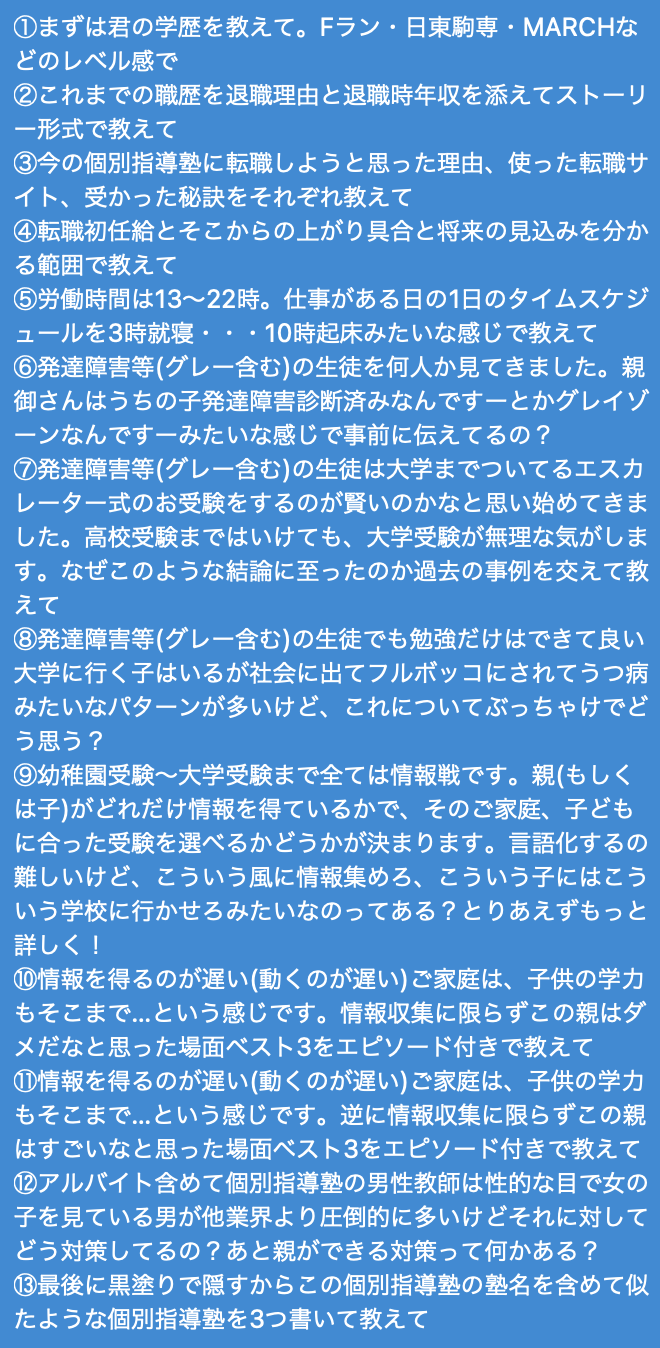 ①まずは君の学歴を教えて。Fラン・日東駒専・MARCHな
どのレベル感で
②これまでの職歴を退職理由と退職時年収を添えてストーリ
ー形式で教えて
③今の個別指導塾に転職しようと思った理由、使った転職サ
イト、受かった秘訣をそれぞれ教えて
④転職初任給とそこからの上がり具合と将来の見込みを分か
る範囲で教えて
⑤労働時間は13〜22時。仕事がある日の1日のタイムスケジ
ュールを3時就寝・・・10時起床みたいな感じで教えて
⑥発達障害等(グレー含む)の生徒を何人か見てきました。親
御さんはうちの子発達障害診断済みなんですーとかグレイゾ
ーンなんですーみたいな感じで事前に伝えてるの？
⑦発達障害等(グレー含む)の生徒は大学までついてるエスカ
レーター式のお受験をするのが賢いのかなと思い始めてきま
した。高校受験まではいけても、大学受験が無理な気がしま
す。なぜこのような結論に至ったのか過去の事例を交えて教
えて
⑧発達障害等(グレー含む)の生徒でも勉強だけはできて良い
大学に行く子はいるが社会に出てフルボッコにされてうつ病
みたいなパターンが多いけど、これについてぶっちゃけでど
う思う？
⑨幼稚園受験〜大学受験まで全ては情報戦です。親(もしく
は子)がどれだけ情報を得ているかで、そのご家庭、子ども
に合った受験を選べるかどうかが決まります。言語化するの
難しいけど、こういう風に情報集めろ、こういう子にはこう
いう学校に行かせろみたいなのってある？とりあえずもっと
詳しく！
⑩情報を得るのが遅い(動くのが遅い)ご家庭は、子供の学力
もそこまで...という感じです。情報収集に限らずこの親はダ
メだなと思った場面ベスト3をエピソード付きで教えて
⑪情報を得るのが遅い(動くのが遅い)ご家庭は、子供の学力
もそこまで...という感じです。逆に情報収集に限らずこの親
はすごいなと思った場面ベスト3をエピソード付きで教えて
⑫アルバイト含めて個別指導塾の男性教師は性的な目で女の
子を見ている男が他業界より圧倒的に多いけどそれに対して
どう対策してるの？あと親ができる対策って何かある？
⑬最後に黒塗りで隠すからこの個別指導塾の塾名を含めて似
たような個別指導塾を3つ書いて教えて